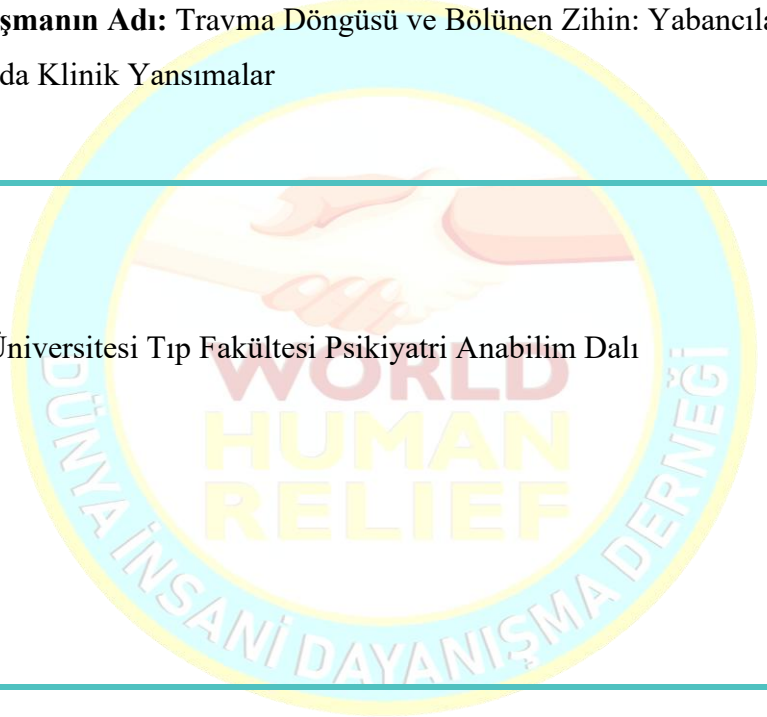 şmanın Adı: Travma Döngüsü ve Bölünen Zihin: Yabancıla
da Klinik Yansımalar
Üniversitesi Tıp Fakültesi Psikiyatri Anabilim Dalı
WORLD
HUMAN
RELIEF
DÜNYA İNSANİ DAYANIŞMA DERNEĞİ